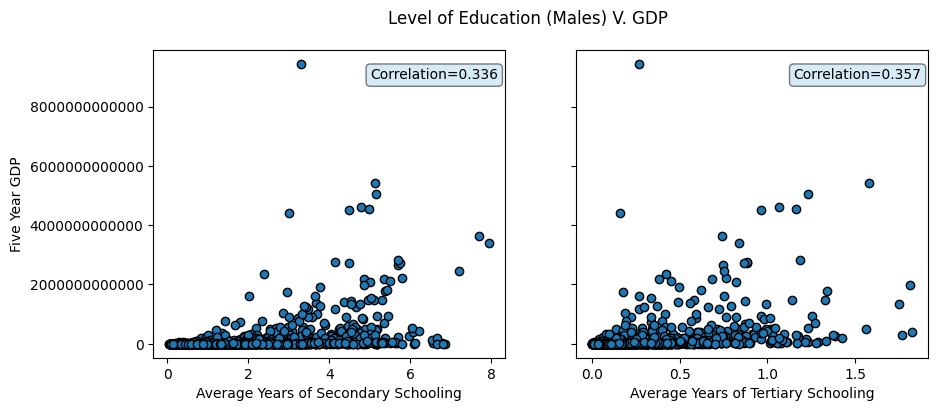 Level of Education (Males) V. GDP
Correlation=0.336
Correlation=0.357
Five Year GDP
8000000000000
6000000000000
4000000000000
2000000000000
0
0 2 4 6 8
0.0 0.5 1.0 1.5
Average Years of Secondary Schooling
Average Years of Tertiary Schooling